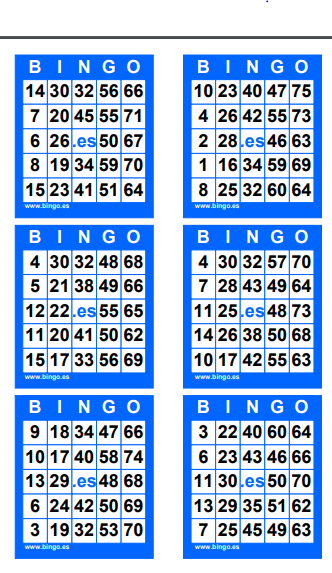 B I N G O
14 30 32 56 66
7 20 45 55 71
6 26 .es 50 67
8 19 34 59 70
15 23 41 51 64
www.bingo.es
B I N G O
10 23 40 47 75
4 26 42 55 73
2 28 .es 46 63
1 16 34 59 69
8 25 32 60 64
www.bingo.es
B I N G O
4 30 32 48 68
5 21 38 49 66
12 22 .es 55 65
11 20 41 50 62
15 17 33 56 69
www.bingo.es
B I N G O
4 30 32 57 70
7 28 43 49 64
11 25 .es 48 73
14 26 38 50 68
10 17 42 55 63
www.bingo.es
B I N G O
9 18 34 47 66
10 17 40 58 74
13 29 .es 48 68
6 24 42 50 69
3 19 32 53 70
www.bingo.es
B I N G O
3 22 40 60 64
6 23 43 46 66
11 30 .es 50 70
13 29 35 51 62
7 25 45 49 63
www.bingo.es